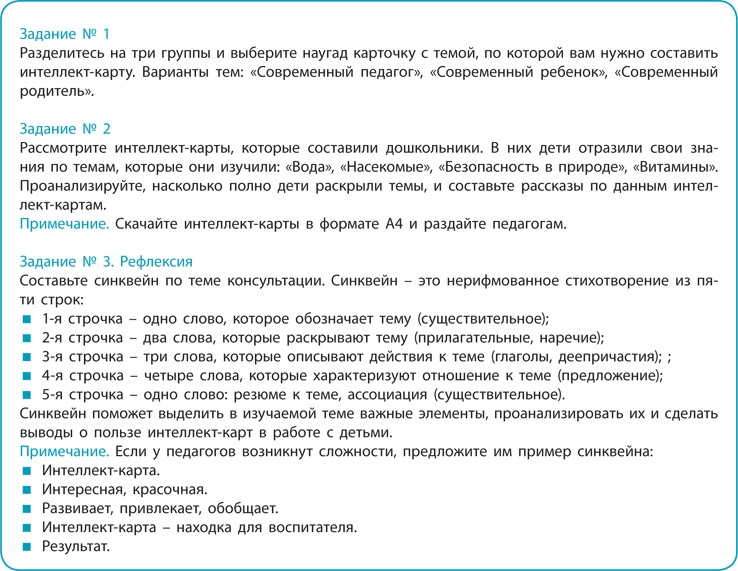 Задание № 1
Разделитесь на три группы и выберите наугад карточку с темой, по которой вам нужно составить
интеллект-карту. Варианты тем: «Современный педагог», «Современный ребенок», «Современный
родитель».
Задание № 2
Рассмотрите интеллект-карты, которые составили дошкольники. В них дети отразили свои зна-
ния по темам, которые они изучили: «Вода», «Насекомые», «Безопасность в природе», «Витамины».
Проанализируйте, насколько полно дети раскрыли темы, и составьте рассказы по данным интел-
лект-картам.
Примечание. Скачайте интеллект-карты в формате А4 и раздайте педагогам.
Задание № 3. Рефлексия
Составьте синквейн по теме консультации. Синквейн – это нерифмованное стихотворение из пя-
ти строк:
■ 1-я строчка – одно слово, которое обозначает тему (существительное);
■ 2-я строчка – два слова, которые раскрывают тему (прилагательные, наречие);
■ 3-я строчка – три слова, которые описывают действия к теме (глаголы, деепричастия); ;
■ 4-я строчка – четыре слова, которые характеризуют отношение к теме (предложение);
■ 5-я строчка – одно слово: резюме к теме, ассоциация (существительное).
Синквейн поможет выделить в изучаемой теме важные элементы, проанализировать их и сделать
выводы о пользе интеллект-карт в работе с детьми.
Примечание. Если у педагогов возникнут сложности, предложите им пример синквейна:
■ Интеллект-карта.
■ Интересная, красочная.
■ Развивает, привлекает, обобщает.
■ Интеллект-карта – находка для воспитателя.
■ Результат.